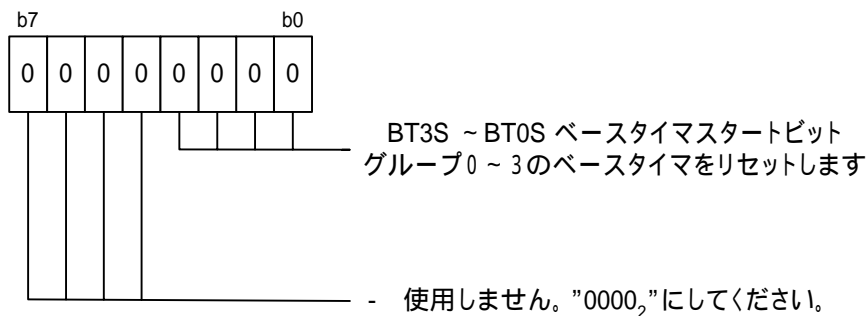 b7 b0
0 0 0 0 0 0 0 0
BT3S ~BT0S ベースタイマスタートビット
グループ0 ~ 3のベースタイマをリセットします
- 使用しません。"0000₂"にしてください。